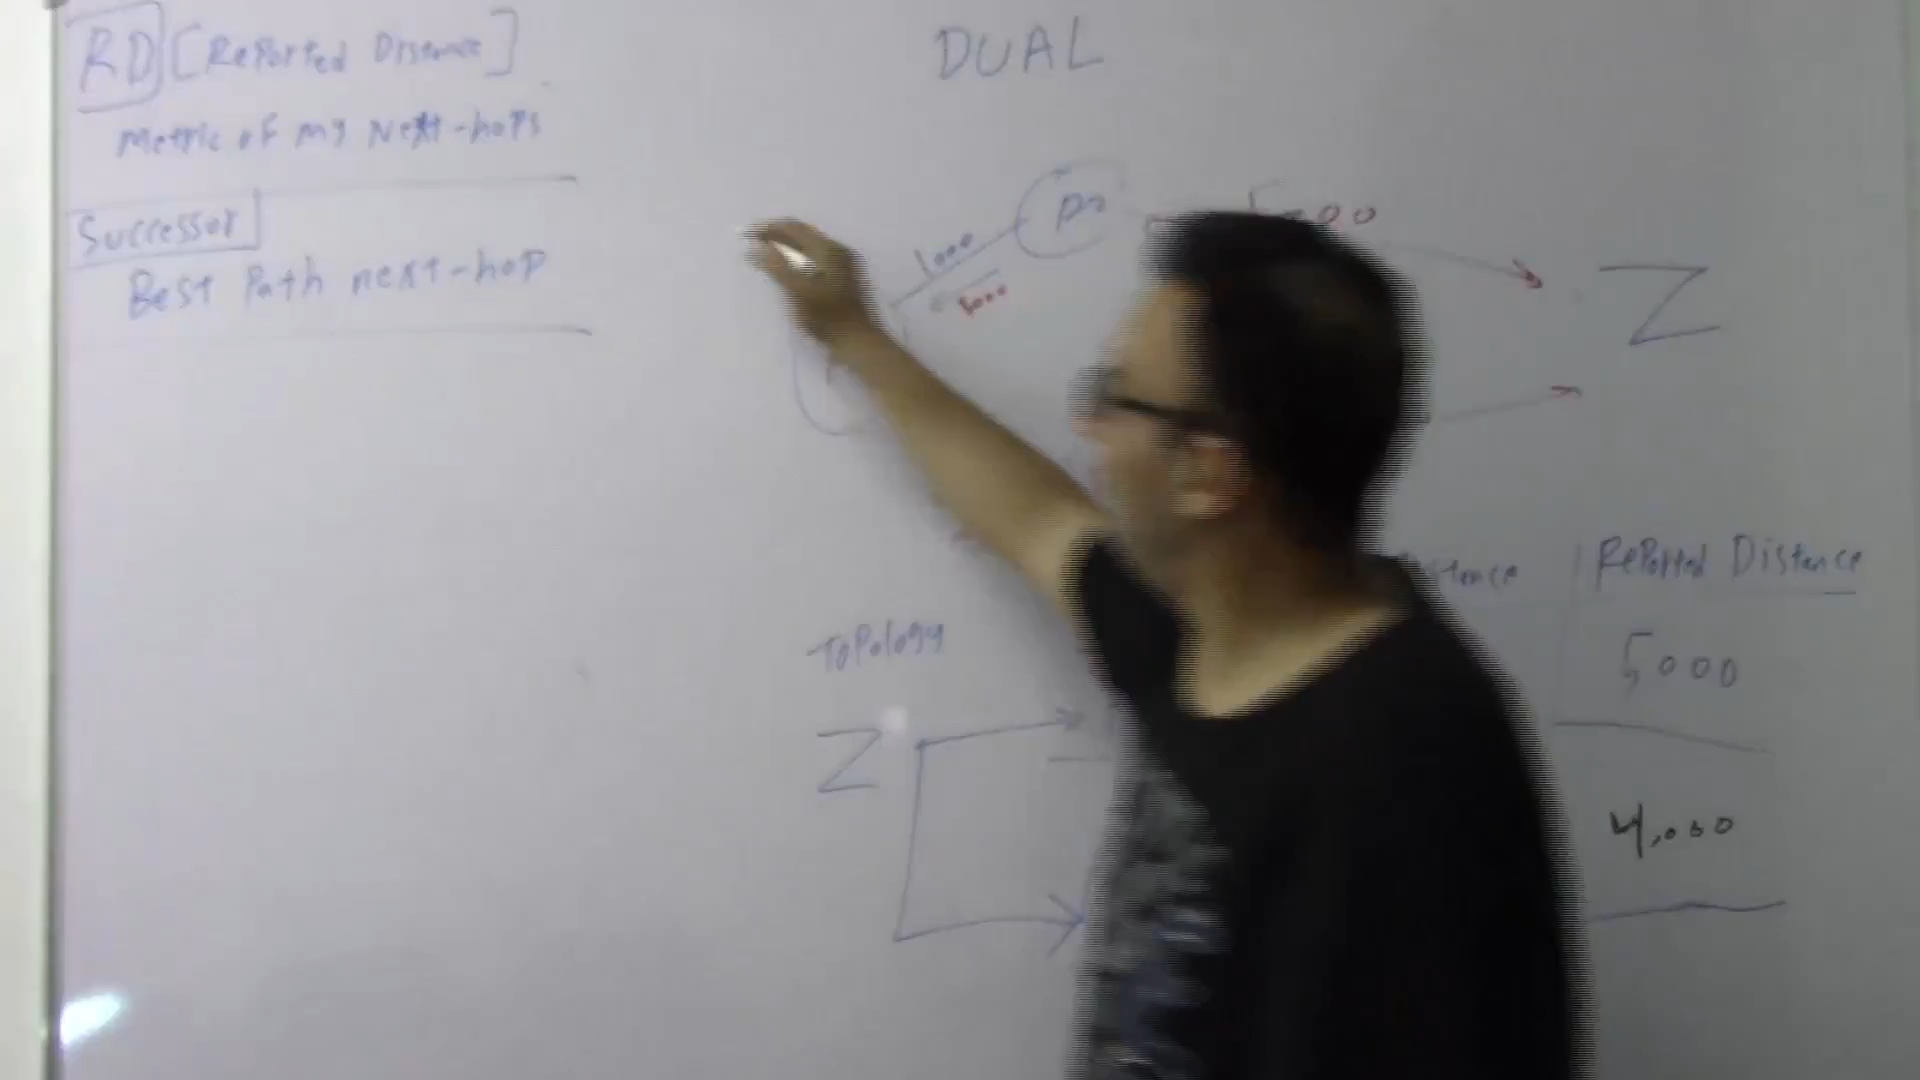 RD [Reported Distance]
Metric of my Next-hops
Successor
Best Path next-hop
DUAL
1000
5000
Z
Reported Distance
Topology
5000
Z
4,000